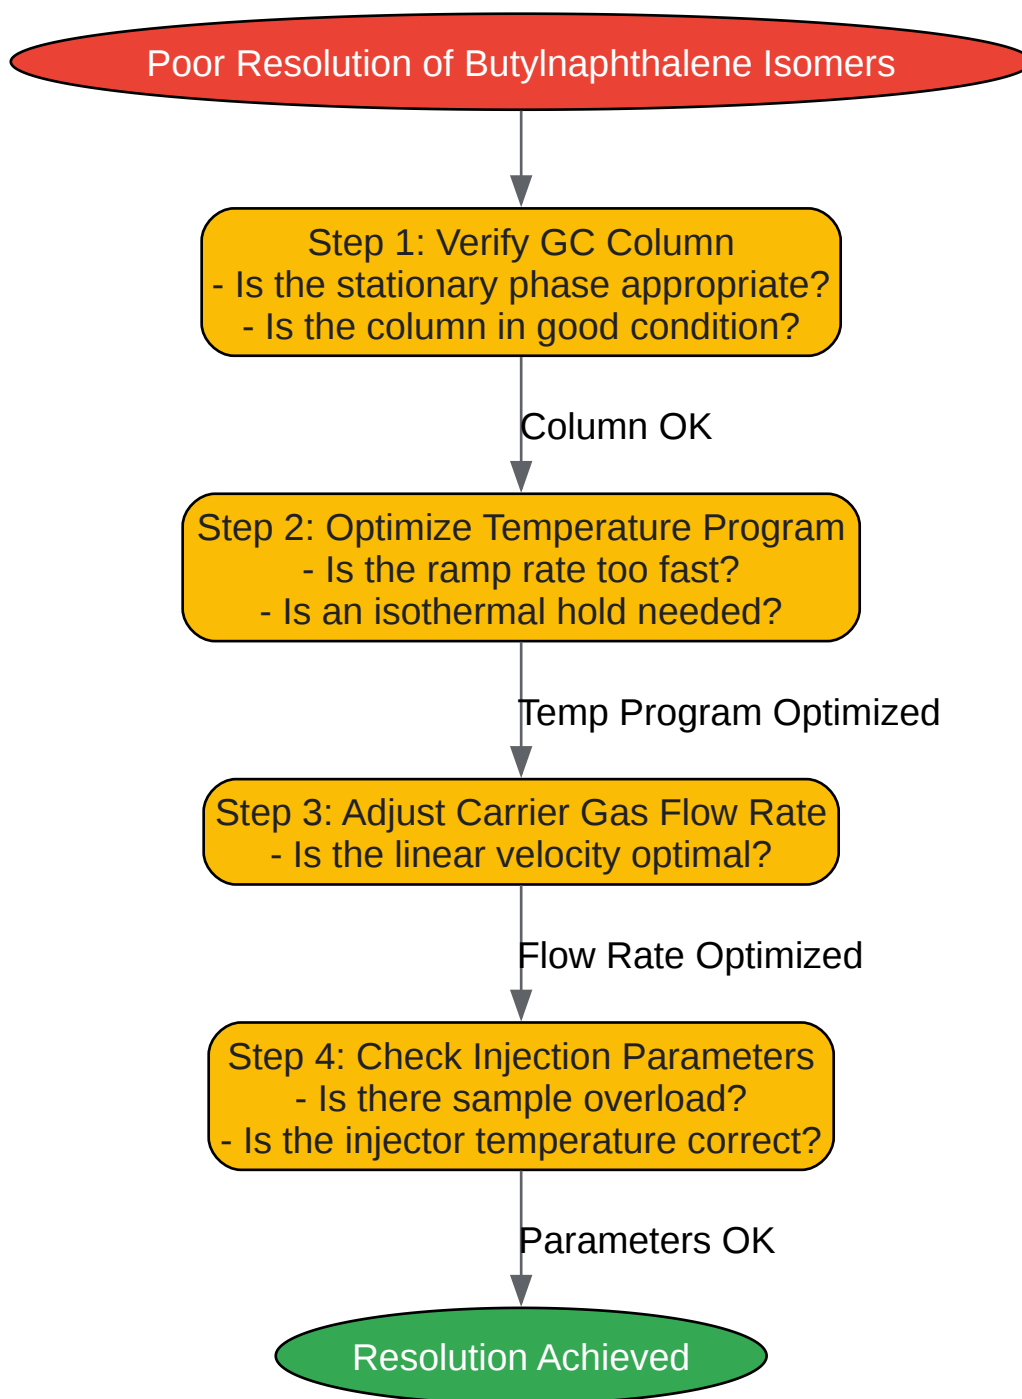 Poor Resolution of Butylnaphthalene Isomers
Step 1: Verify GC Column
- Is the stationary phase appropriate?
- Is the column in good condition?
Column OK
Step 2: Optimize Temperature Program
- Is the ramp rate too fast?
- Is an isothermal hold needed?
Temp Program Optimized
Step 3: Adjust Carrier Gas Flow Rate
- Is the linear velocity optimal?
Flow Rate Optimized
Step 4: Check Injection Parameters
- Is there sample overload?
- Is the injector temperature correct?
Parameters OK
Resolution Achieved